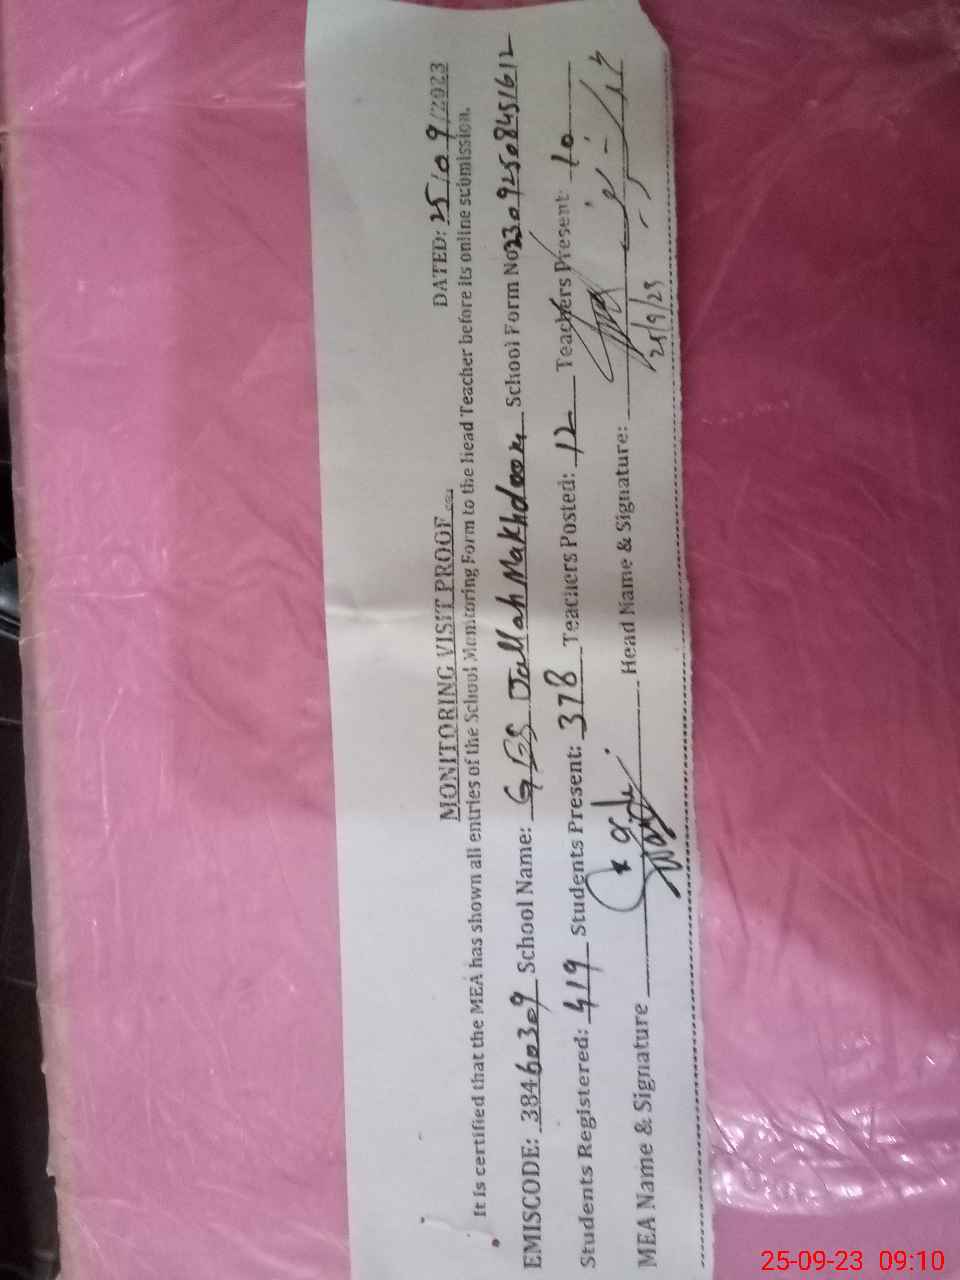 MONITORING VISIT PROOF
DATED: 25/09/2023
It is certified that the MEA has shown all entries of the School Monitoring Form to the Head Teacher before its online submission.
EMISCODE: 38460309 School Name: GES Jallah Makhdoom School Form No 23092508451612
Students Registered: 419 Students Present: 378 Teachers Posted: 12 Teachers Present: 10
MEA Name & Signature Head Name & Signature:
25/9/23
25-09-23 09:10